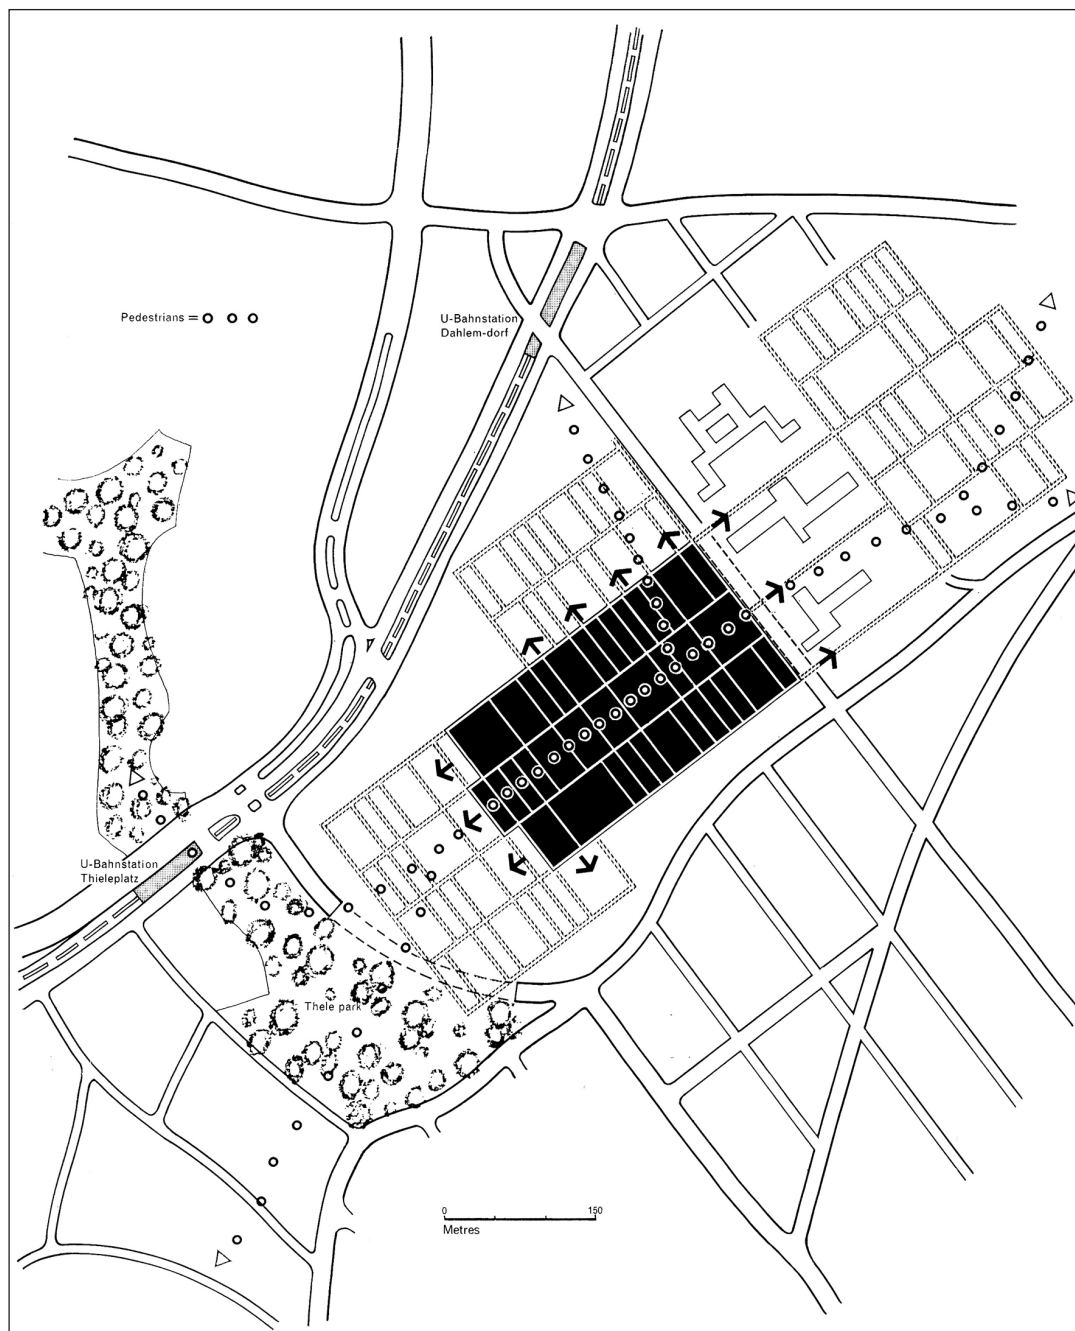 Pedestrians =
U-Bahnstation
Dahlem-dorf
U-Bahnstation
Thieleplatz
Thele park
0 150
Metres